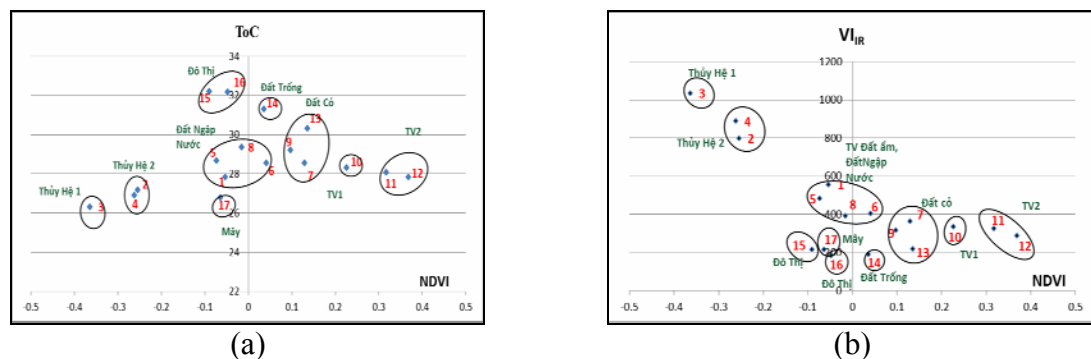 ToC
34
32
30
28
26
24
22
Đô Thị
16
15
Đất Trống
14
Đất Cỏ
13
Đất Ngập
Nước
5
8
9
6
7
10
TV2
11
12
TV1
Thủy Hệ 2
2
4
1
17
Thủy Hệ 1
3
Mây
NDVI
-0.5 -0.4 -0.3 -0.2 -0.1 0 0.1 0.2 0.3 0.4 0.5
(a)
VI_IR
1200
1000
800
600
400
200
0
Thủy Hệ 1
3
4
Thủy Hệ 2
2
TV Đất ẩm,
ĐấtNgập
Nước
1
5
8
6
Đất cỏ
7
9
13
TV2
11
12
10
TV1
15
17
Mây
16
14
Đô Thị
Đất Trống
Đô Thị
NDVI
-0.5 -0.4 -0.3 -0.2 -0.1 0 0.1 0.2 0.3 0.4 0.5
(b)